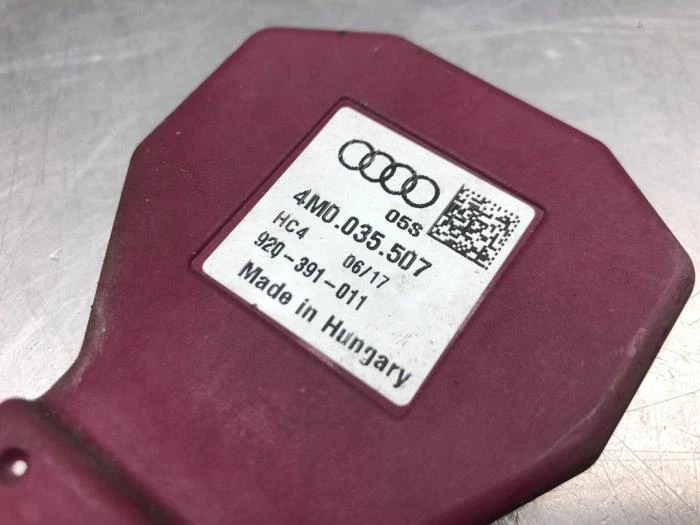 05S
4M0.035.507
HC4 06/17
920-391-011
Made in Hungary